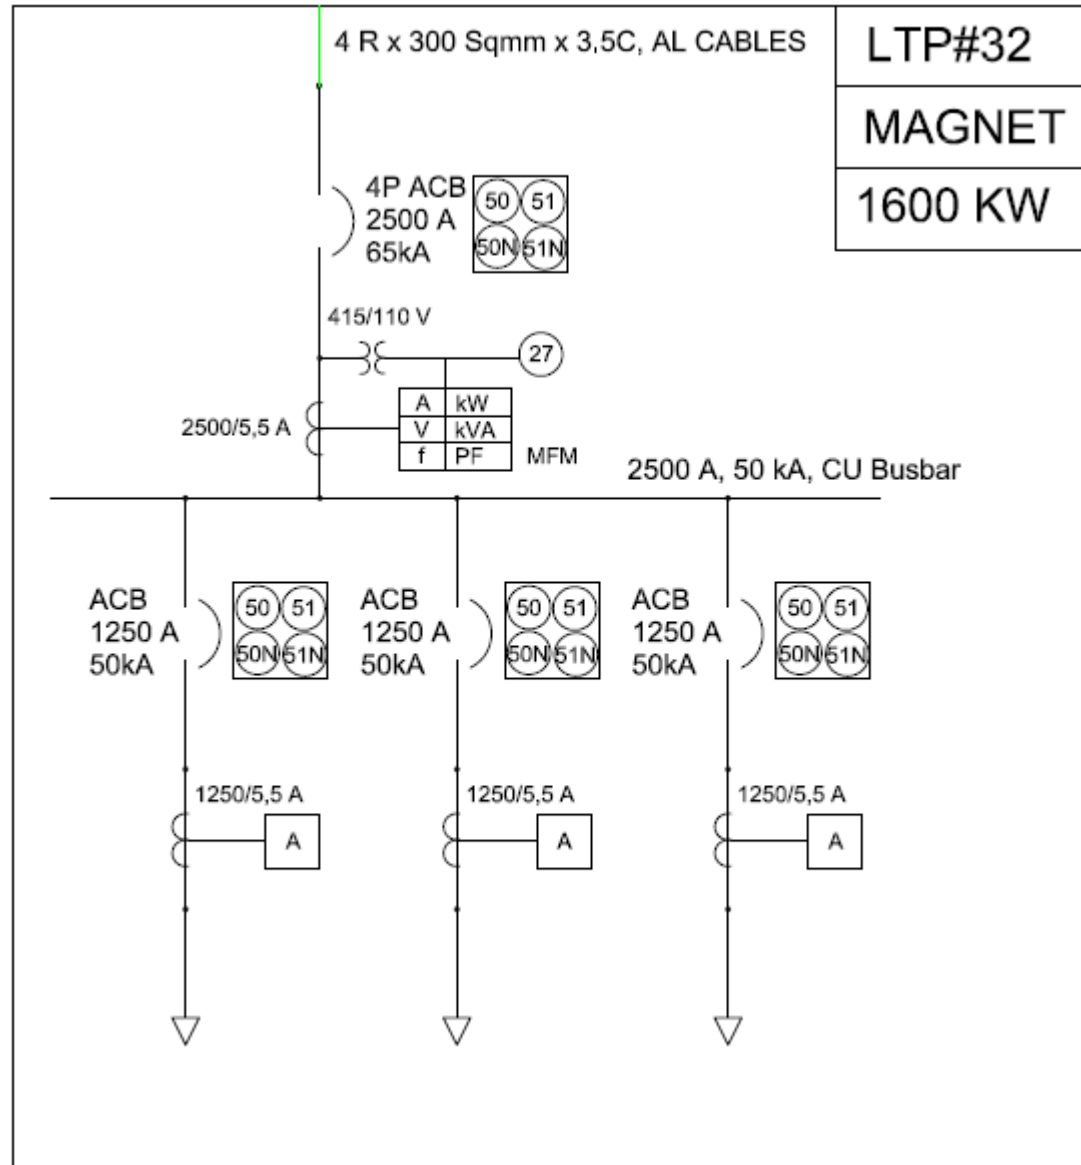 4 R x 300 Sqmm x 3,5C, AL CABLES
LTP#32
MAGNET
1600 KW
4P ACB
2500 A
65kA
50 51
50N 51N
415/110 V
27
2500/5,5 A
A kW
V kVA
f PF
MFM
2500 A, 50 kA, CU Busbar
ACB
1250 A
50kA
50 51
50N 51N
ACB
1250 A
50kA
50 51
50N 51N
ACB
1250 A
50kA
50 51
50N 51N
1250/5,5 A
A
1250/5,5 A
A
1250/5,5 A
A